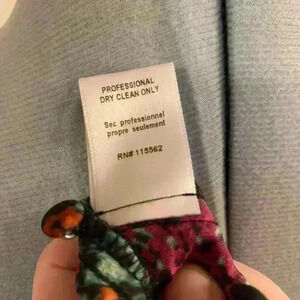 PROFESSIONAL
DRY CLEAN ONLY
Sec professionnel
propre seulement
RN# 115562